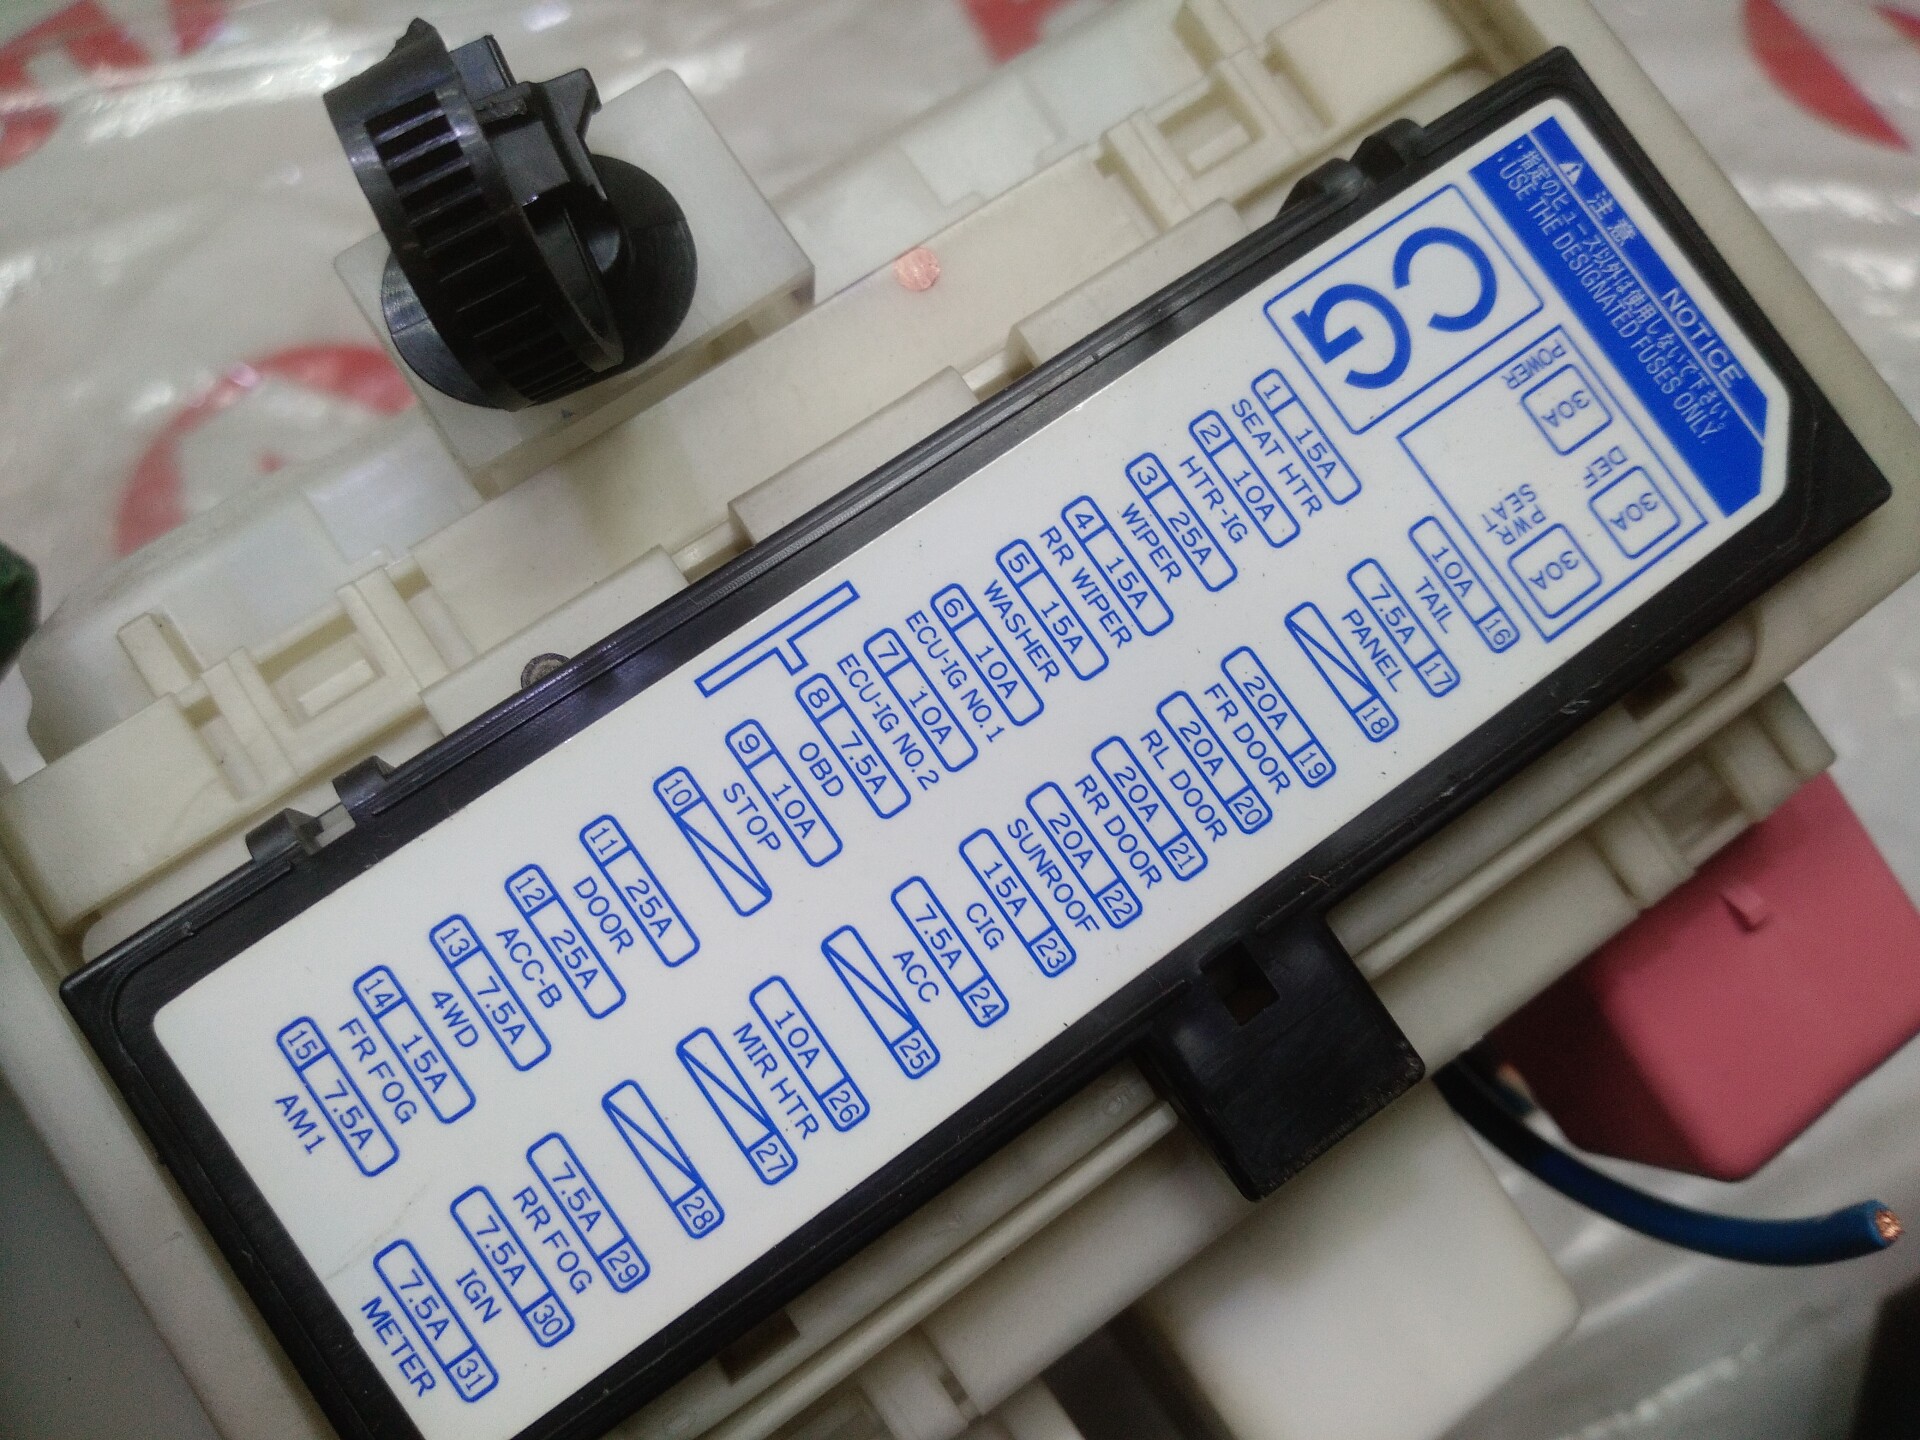 ⚠ 注意 NOTICE
・指定のヒューズ以外は使用しないで下さい。
・USE THE DESIGNATED FUSES ONLY.
CG
30A
POWER
30A
DEF
30A
P.WR-T
SEAT
1 15A
SEAT HTR
2 10A
HTR-IG
3 25A
WIPER
4 15A
RR WIPER
5 15A
WASHER
6 10A
ECU-IG NO.1
7 10A
ECU-IG NO.2
8 7.5A
OBD
9 10A
STOP
10
11 25A
DOOR
12 25A
ACC-B
13 7.5A
4WD
14 15A
FR FOG
15 7.5A
AM1
10A 16
TAIL
7.5A 17
PANEL
18
20A 19
FR DOOR
20A 20
RL DOOR
20A 21
RR DOOR
20A 22
SUNROOF
15A 23
CIG
7.5A 24
ACC
25
10A 26
MIR HTR
27
28
7.5A 29
RR FOG
7.5A 30
IGN
7.5A 31
METER